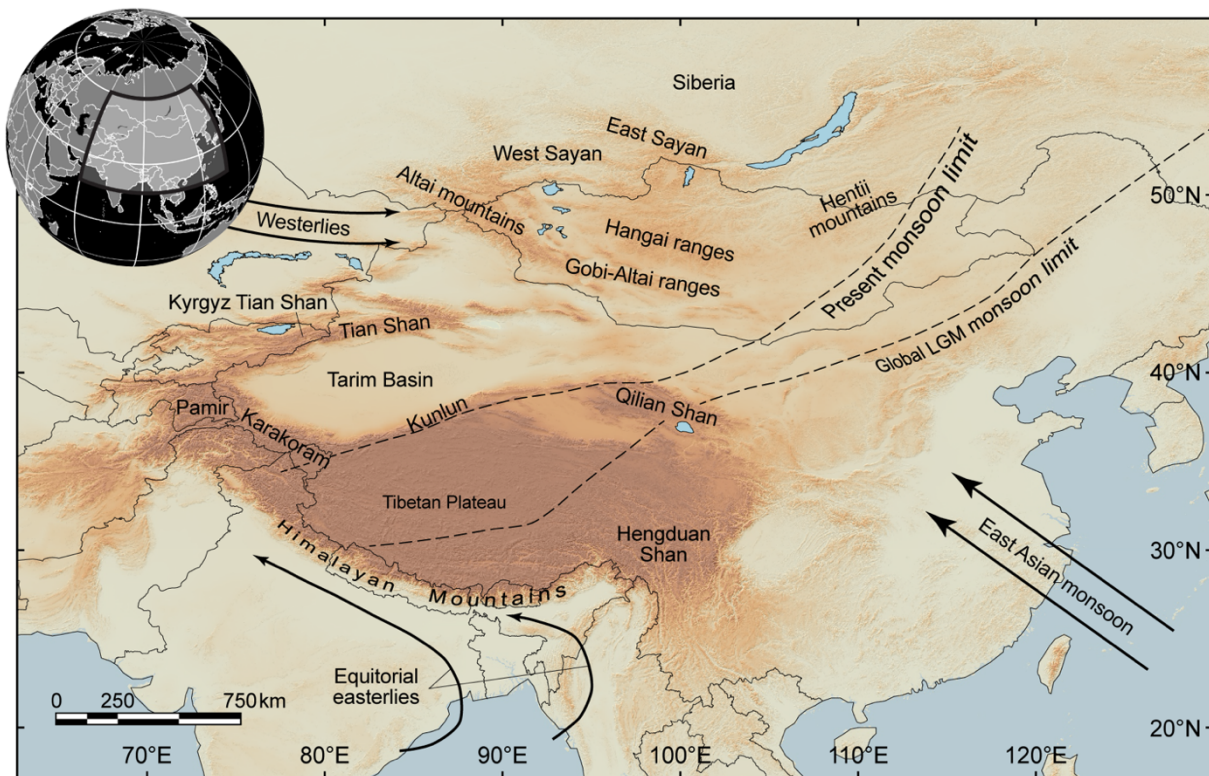 Siberia
East Sayan
West Sayan
Altai mountains
Westerlies
Hentii
mountains
Present monsoon limit
50°N
Hangai ranges
Gobi-Altai ranges
Kyrgyz Tian Shan
Tian Shan
Global LGM monsoon limit
Tarim Basin
40°N
Pamir
Kunlun
Qilian Shan
Karakoram
Tibetan Plateau
Hengduan
Shan
East Asian monsoon
30°N
Himalayan Mountains
Equitorial
easterlies
0 250 750 km
20°N
70°E 80°E 90°E 100°E 110°E 120°E